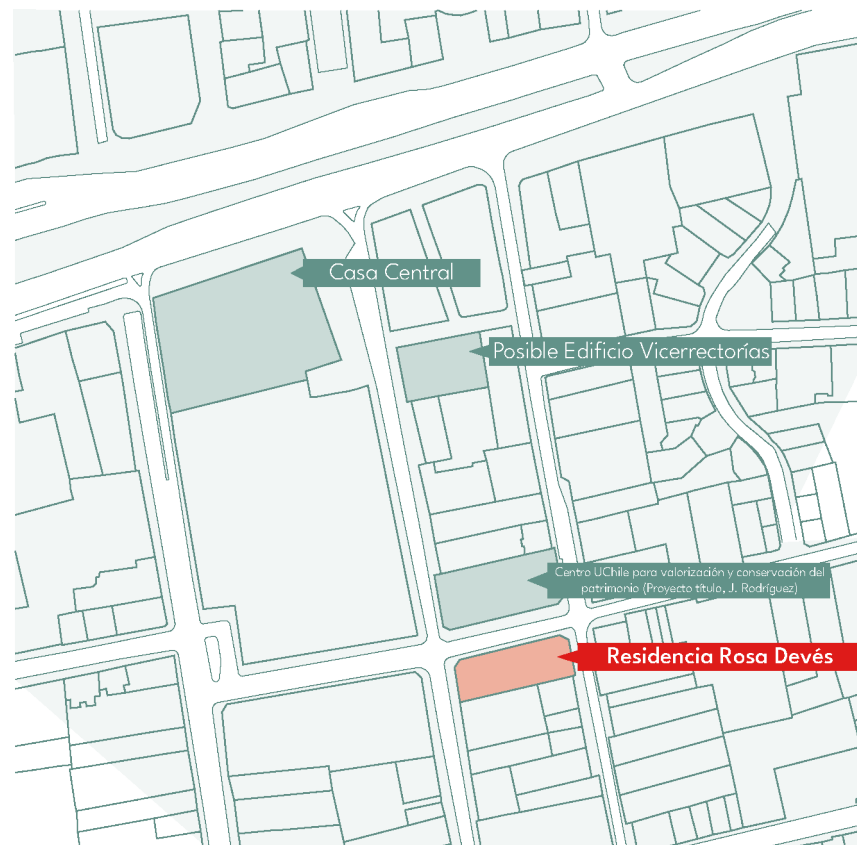 Casa Central
Posible Edificio Vicerrectorías
Centro UChile para valorización y conservación del
patrimonio (Proyecto título, J. Rodríguez)
Residencia Rosa Devés